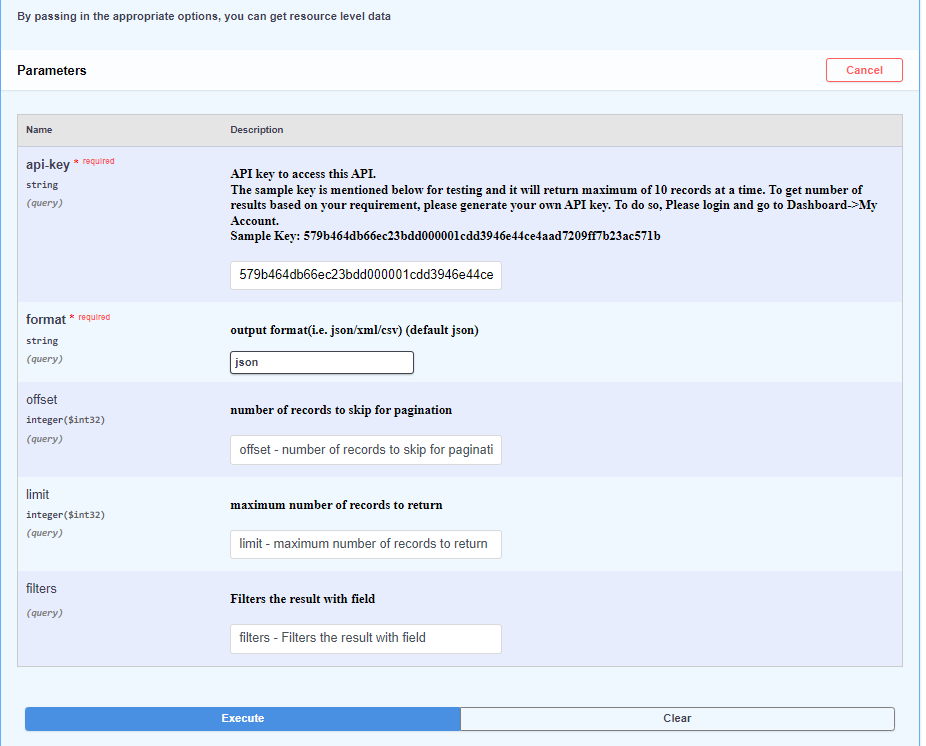 By passing in the appropriate options, you can get resource level data
Parameters
Cancel
Name Description
api-key * required
string
(query)
API key to access this API.
The sample key is mentioned below for testing and it will return maximum of 10 records at a time. To get number of
results based on your requirement, please generate your own API key. To do so, Please login and go to Dashboard->My
Account.
Sample Key: 579b464db66ec23bdd000001cdd3946e44ce4aad7209ff7b23ac571b
579b464db66ec23bdd000001cdd3946e44ce
format * required
string
(query)
output format(i.e. json/xml/csv) (default json)
json
offset
integer($int32)
(query)
number of records to skip for pagination
offset - number of records to skip for paginati
limit
integer($int32)
(query)
maximum number of records to return
limit - maximum number of records to return
filters
(query)
Filters the result with field
filters - Filters the result with field
Execute
Clear